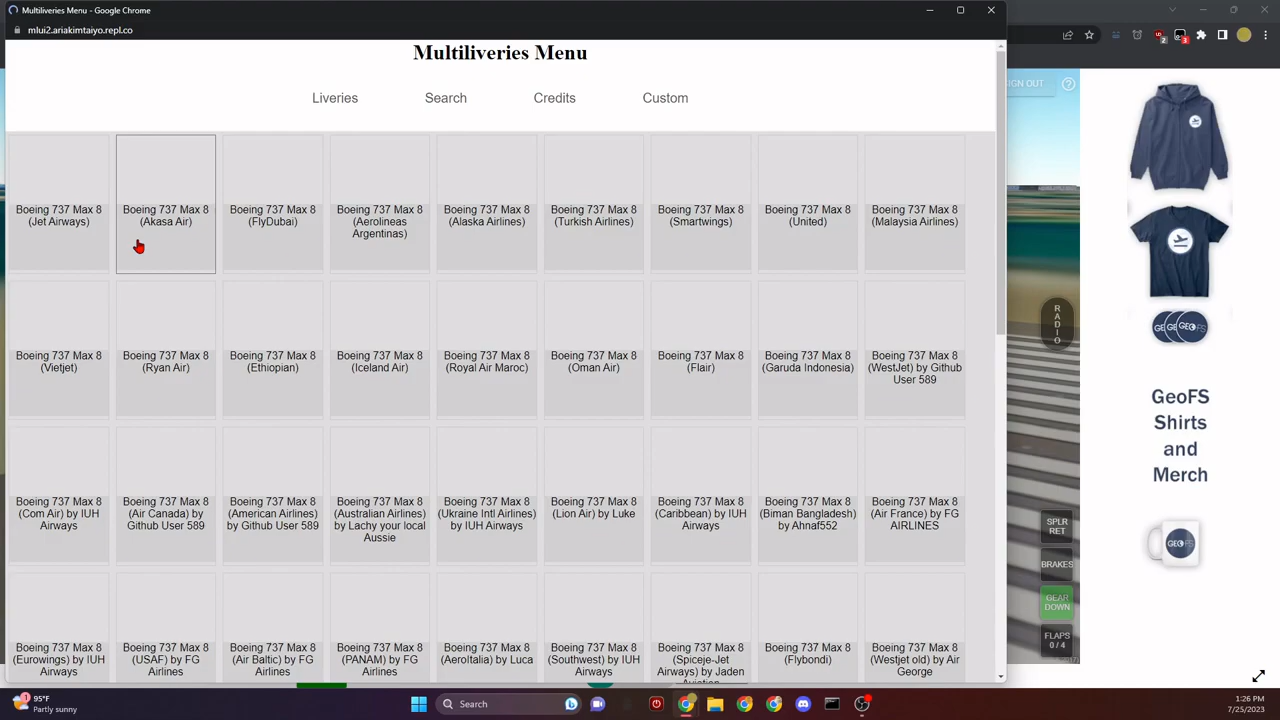 Multiliveries Menu - Google Chrome
mlui2.ariakimtaiyo.repl.co
Multiliveries Menu
Liveries
Search
Credits
Custom
Boeing 737 Max 8
(Jet Airways)
Boeing 737 Max 8
(Akasa Air)
Boeing 737 Max 8
(FlyDubai)
Boeing 737 Max 8
(Aerolineas
Argentinas)
Boeing 737 Max 8
(Alaska Airlines)
Boeing 737 Max 8
(Turkish Airlines)
Boeing 737 Max 8
(Smartwings)
Boeing 737 Max 8
(United)
Boeing 737 Max 8
(Malaysia Airlines)
Boeing 737 Max 8
(Vietjet)
Boeing 737 Max 8
(Ryan Air)
Boeing 737 Max 8
(Ethiopian)
Boeing 737 Max 8
(Iceland Air)
Boeing 737 Max 8
(Royal Air Maroc)
Boeing 737 Max 8
(Oman Air)
Boeing 737 Max 8
(Flair)
Boeing 737 Max 8
(Garuda Indonesia)
Boeing 737 Max 8
(WestJet) by Github
User 589
Boeing 737 Max 8
(Com Air) by IUH
Airways
Boeing 737 Max 8
(Air Canada) by
Github User 589
Boeing 737 Max 8
(American Airlines)
by Github User 589
Boeing 737 Max 8
(Australian Airlines)
by Lachy your local
Aussie
Boeing 737 Max 8
(Ukraine Intl Airlines)
by IUH Airways
Boeing 737 Max 8
(Lion Air) by Luke
Boeing 737 Max 8
(Caribbean) by IUH
Airways
Boeing 737 Max 8
(Biman Bangladesh)
by Ahnaf552
Boeing 737 Max 8
(Air France) by FG
AIRLINES
Boeing 737 Max 8
(Eurowings) by IUH
Airways
Boeing 737 Max 8
(USAF) by FG
Airlines
Boeing 737 Max 8
(Air Baltic) by FG
Airlines
Boeing 737 Max 8
(PANAM) by FG
Airlines
Boeing 737 Max 8
(AeroItalia) by Luca
Boeing 737 Max 8
(Southwest) by IUH
Airways
Boeing 737 Max 8
(Spiceje-Jet
Airways) by Jaden
Boeing 737 Max 8
(Flybondi)
Boeing 737 Max 8
(Westjet old) by Air
George
SIGN OUT
RADIO
SPLR
RET
BRAKES
GEAR
DOWN
FLAPS
0 / 4
GEOFS
GeoFS
Shirts
and
Merch
GEOFS
95°F
Partly sunny
Search
1:26 PM
7/25/2023